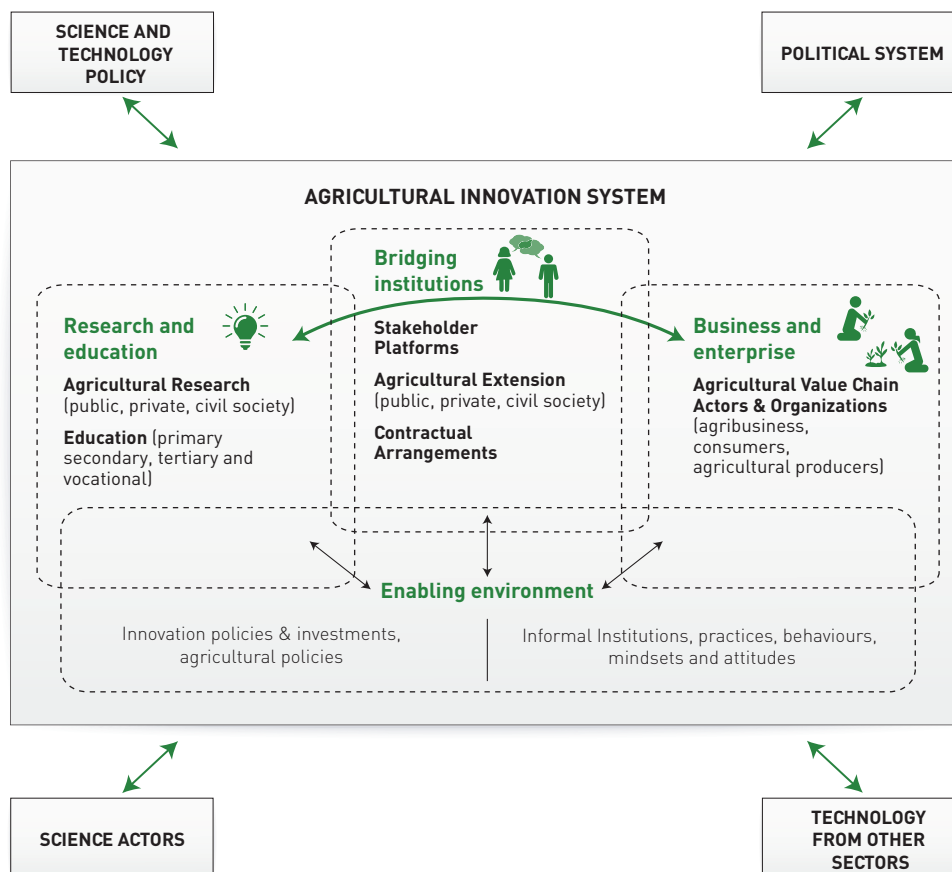 SCIENCE AND
TECHNOLOGY
POLICY
POLITICAL SYSTEM
AGRICULTURAL INNOVATION SYSTEM
Bridging
institutions
Stakeholder
Platforms
Agricultural Extension
(public, private, civil society)
Contractual
Arrangements
Research and
education
Agricultural Research
(public, private, civil society)
Education (primary
secondary, tertiary and
vocational)
Business and
enterprise
Agricultural Value Chain
Actors & Organizations
(agribusiness,
consumers,
agricultural producers)
Enabling environment
Innovation policies & investments,
agricultural policies
Informal Institutions, practices, behaviours,
mindsets and attitudes
SCIENCE ACTORS
TECHNOLOGY
FROM OTHER
SECTORS